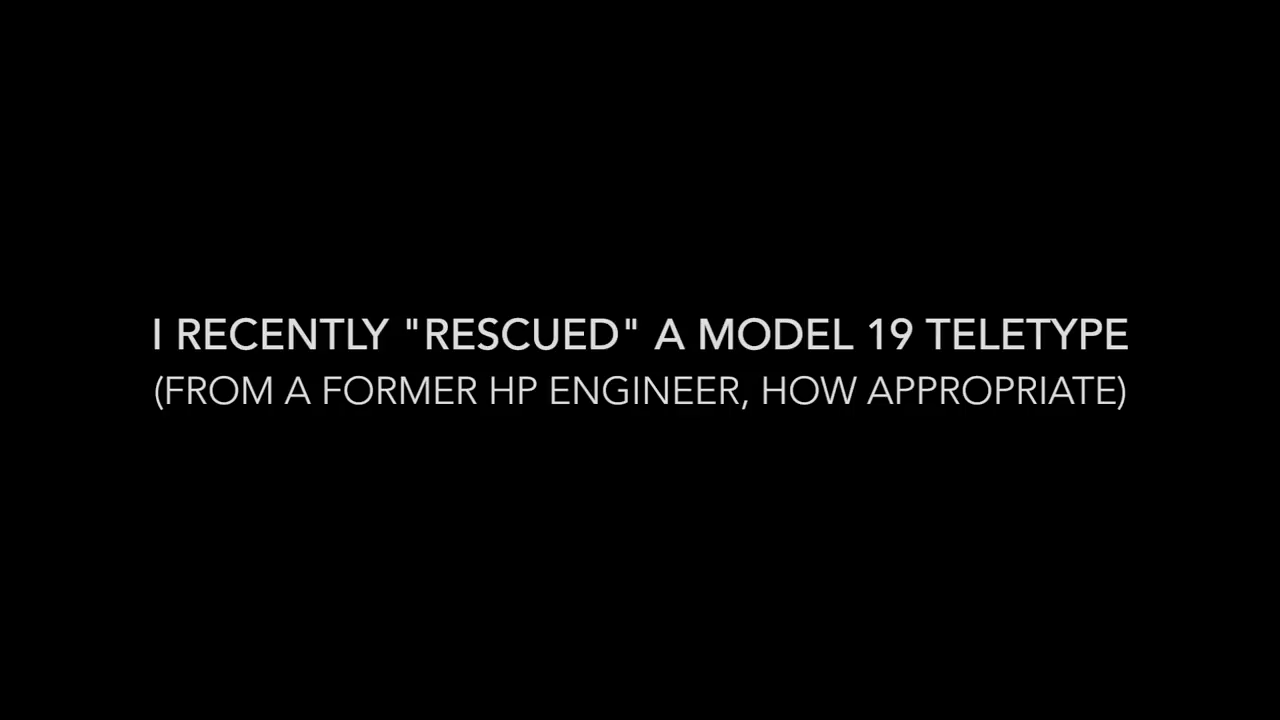 I RECENTLY "RESCUED" A MODEL 19 TELETYPE
(FROM A FORMER HP ENGINEER, HOW APPROPRIATE)